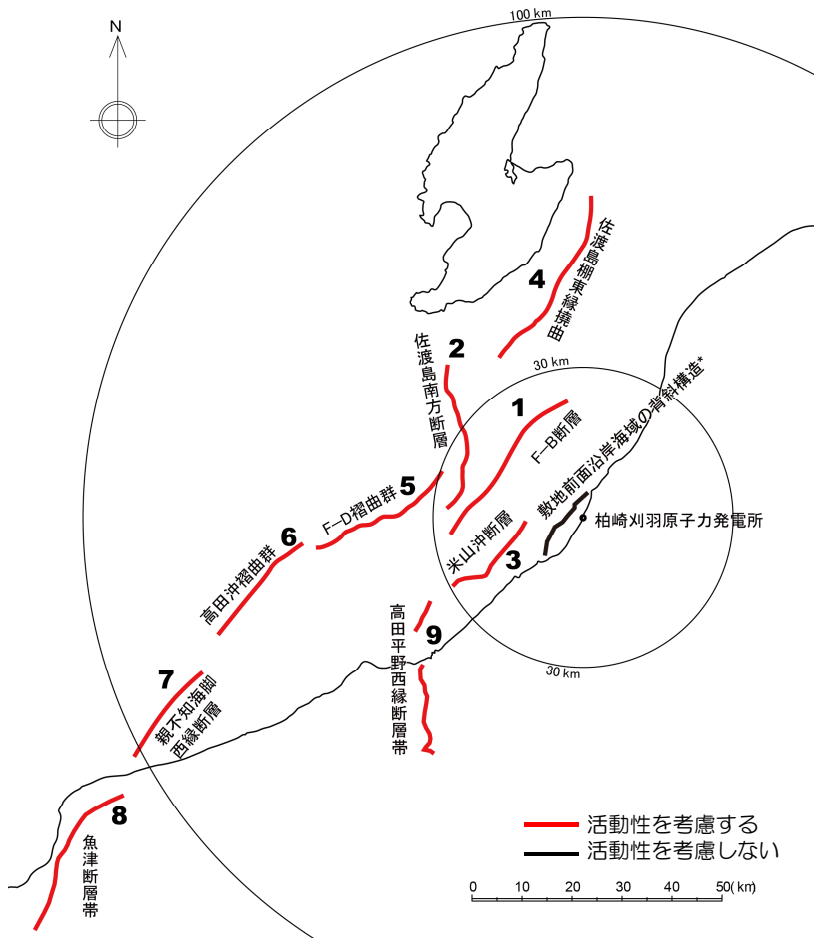 100 km
N
4
佐渡島棚東縁撓曲
2
佐渡島南方断層
30 km
1
F-B断層
敷地前面沿岸海域の背斜構造*
5
F-D褶曲群
柏崎刈羽原子力発電所
6
高田沖褶曲群
米山沖断層
3
9
高田平野西縁断層帯
7
親不知海脚
西縁断層
30 km
8
魚津断層帯
活動性を考慮する
活動性を考慮しない
0 10 20 30 40 50(km)